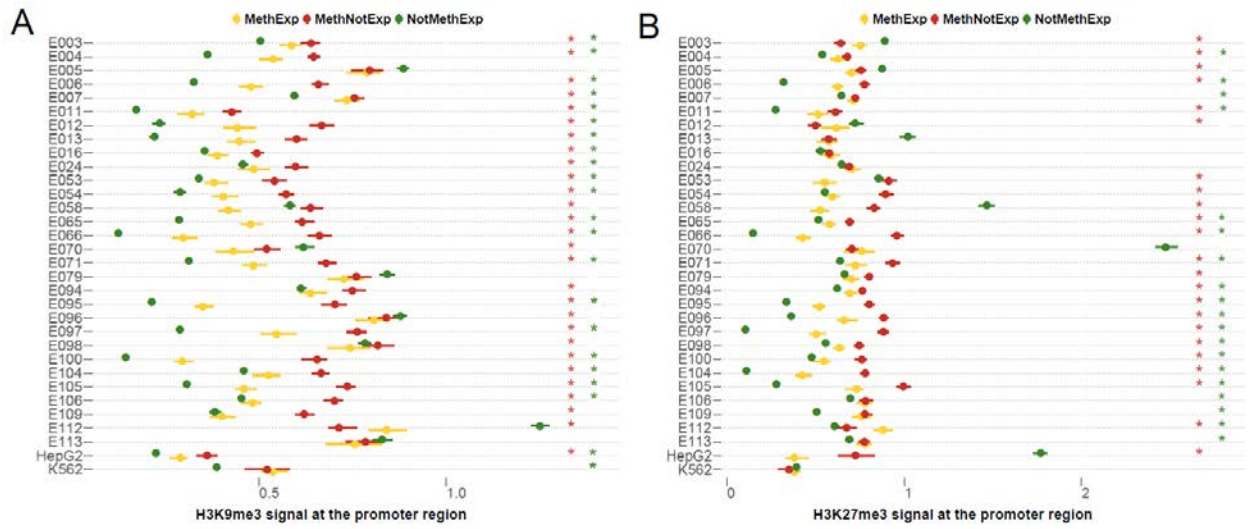 A
MethExp MethNotExp NotMethExp
E003
E004
E005
E006
E007
E011
E012
E013
E016
E024
E053
E054
E058
E065
E066
E070
E071
E079
E094
E095
E096
E097
E098
E100
E104
E105
E106
E109
E112
E113
HepG2
K562
0.5 1.0
H3K9me3 signal at the promoter region
B
MethExp MethNotExp NotMethExp
E003
E004
E005
E006
E007
E011
E012
E013
E016
E024
E053
E054
E058
E065
E066
E070
E071
E079
E094
E095
E096
E097
E098
E100
E104
E105
E106
E109
E112
E113
HepG2
K562
0 1 2
H3K27me3 signal at the promoter region